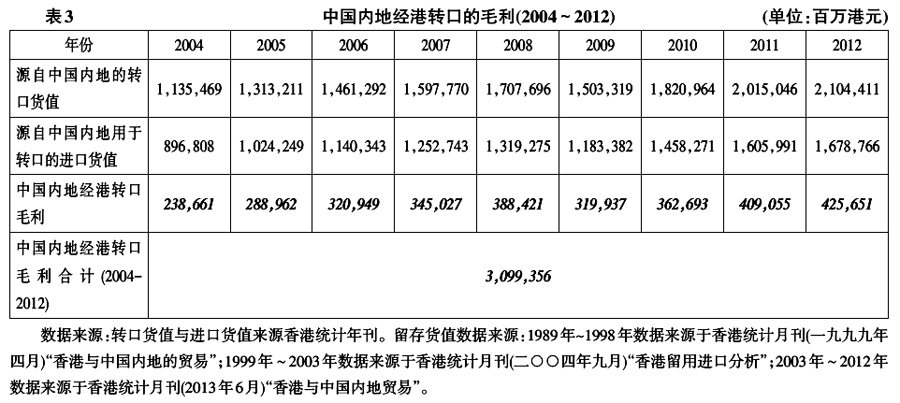 表3 中国内地经港转口的毛利(2004～2012) (单位:百万港元)
年份 2004 2005 2006 2007 2008 2009 2010 2011 2012
源自中国内地的转
口货值 1,135,469 1,313,211 1,461,292 1,597,770 1,707,696 1,503,319 1,820,964 2,015,046 2,104,411
源自中国内地用于
转口的进口货值 896,808 1,024,249 1,140,343 1,252,743 1,319,275 1,183,382 1,458,271 1,605,991 1,678,766
中国内地经港转口
毛利 238,661 288,962 320,949 345,027 388,421 319,937 362,693 409,055 425,651
中国内地经港转口
毛利合计(2004-
2012) 3,099,356
数据来源:转口货值与进口货值来源香港统计年刊。留存货值数据来源:1989年~1998年数据来源于香港统计月刊(一九九九年
四月)“香港与中国内地的贸易”;1999年～2003年数据来源于香港统计月刊(二〇〇四年九月)“香港留用进口分析”;2003年～2012年
数据来源于香港统计月刊(2013年6月)“香港与中国内地贸易”。